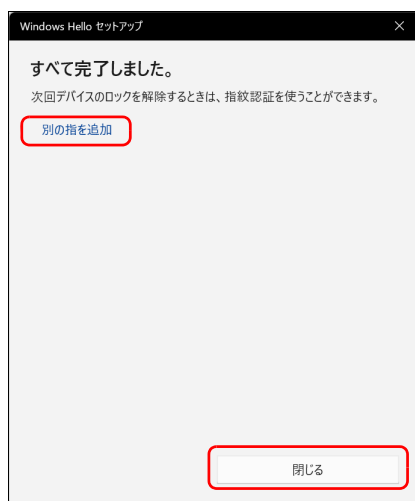 Windows Hello セットアップ
すべて完了しました。
次回デバイスのロックを解除するときは、指紋認証を使うことができます。
別の指を追加
閉じる